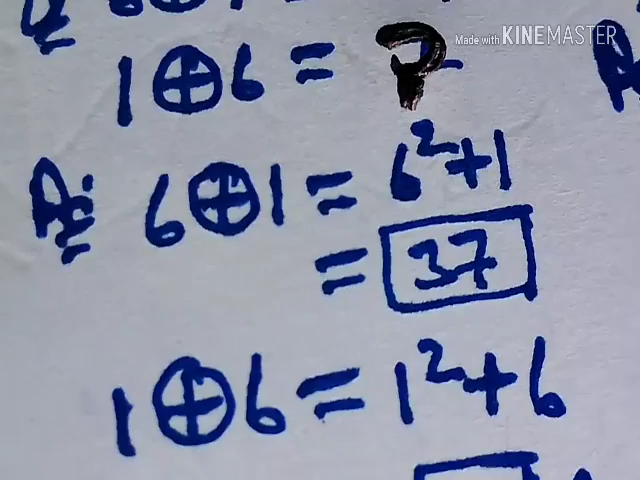 Made with KINEMASTER
1 ⊕ 6 = ?
A: 6 ⊕ 1 = 6²+1
= 37
1 ⊕ 6 = 1²+6